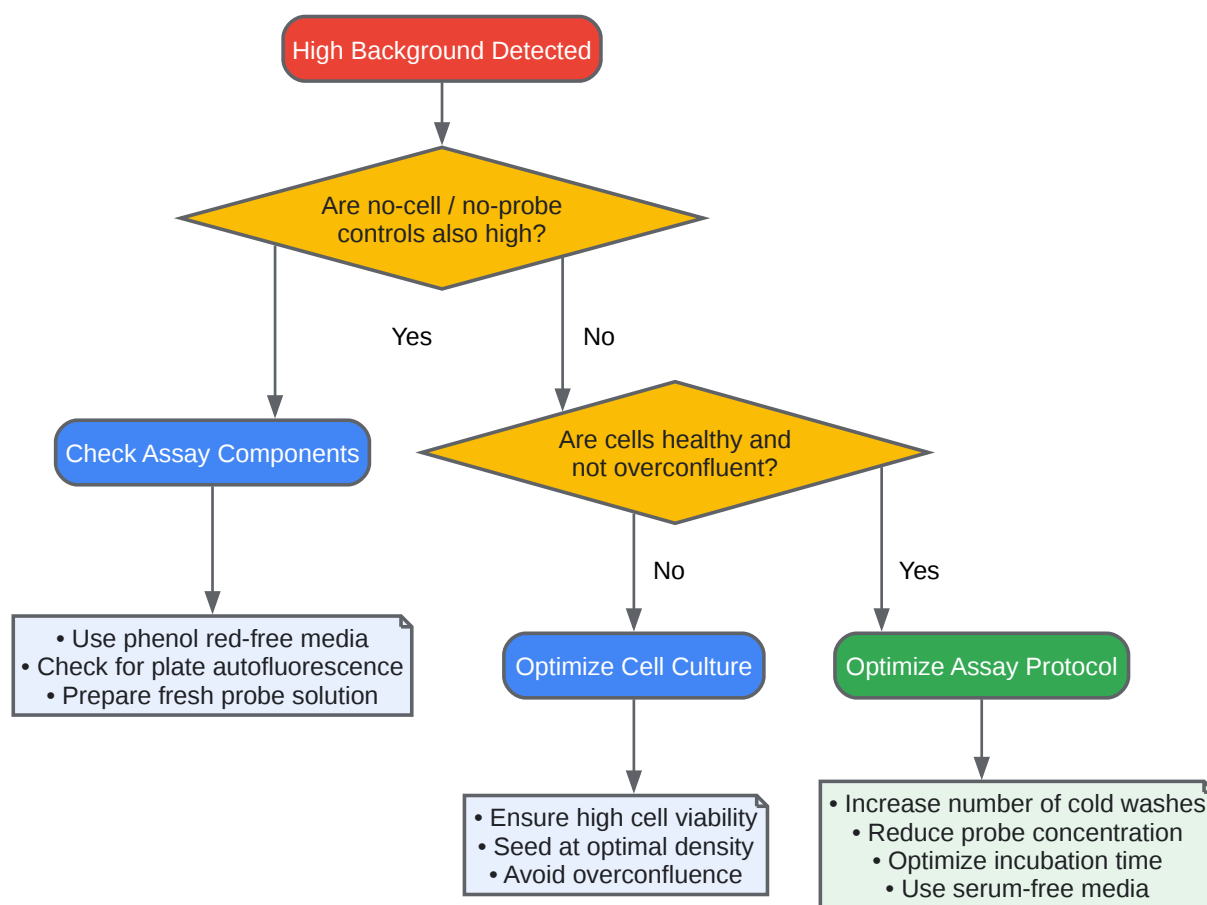 High Background Detected
Are no-cell / no-probe
controls also high?
Yes
No
Check Assay Components
Are cells healthy and
not overconfluent?
No
Yes
• Use phenol red-free media
• Check for plate autofluorescence
• Prepare fresh probe solution
Optimize Cell Culture
Optimize Assay Protocol
• Ensure high cell viability
• Seed at optimal density
• Avoid overconfluence
• Increase number of cold washes
• Reduce probe concentration
• Optimize incubation time
• Use serum-free media